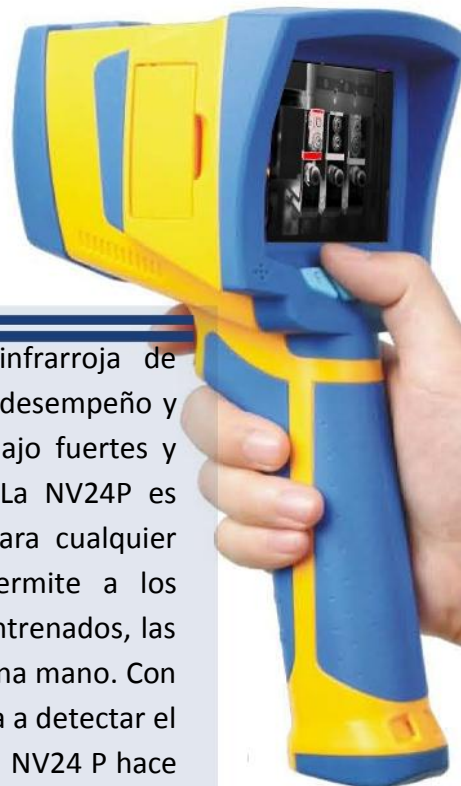 infrarroja de
desempeño y
ajo fuertes y
La NV24P es
ara cualquier
ermite a los
ntrenados, las
na mano. Con
a a detectar el
NV24 P hace